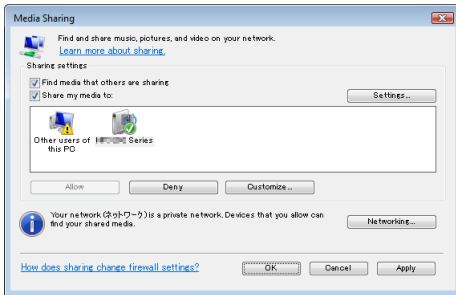 Media Sharing
Find and share music, pictures, and video on your network.
Learn more about sharing.
Sharing settings
Find media that others are sharing
Share my media to:
Settings...
Other users of
this PC
Series
Allow
Deny
Customize...
Your network (ネットワーク) is a private network. Devices that you allow can
find your shared media.
Networking...
How does sharing change firewall settings?
OK
Cancel
Apply